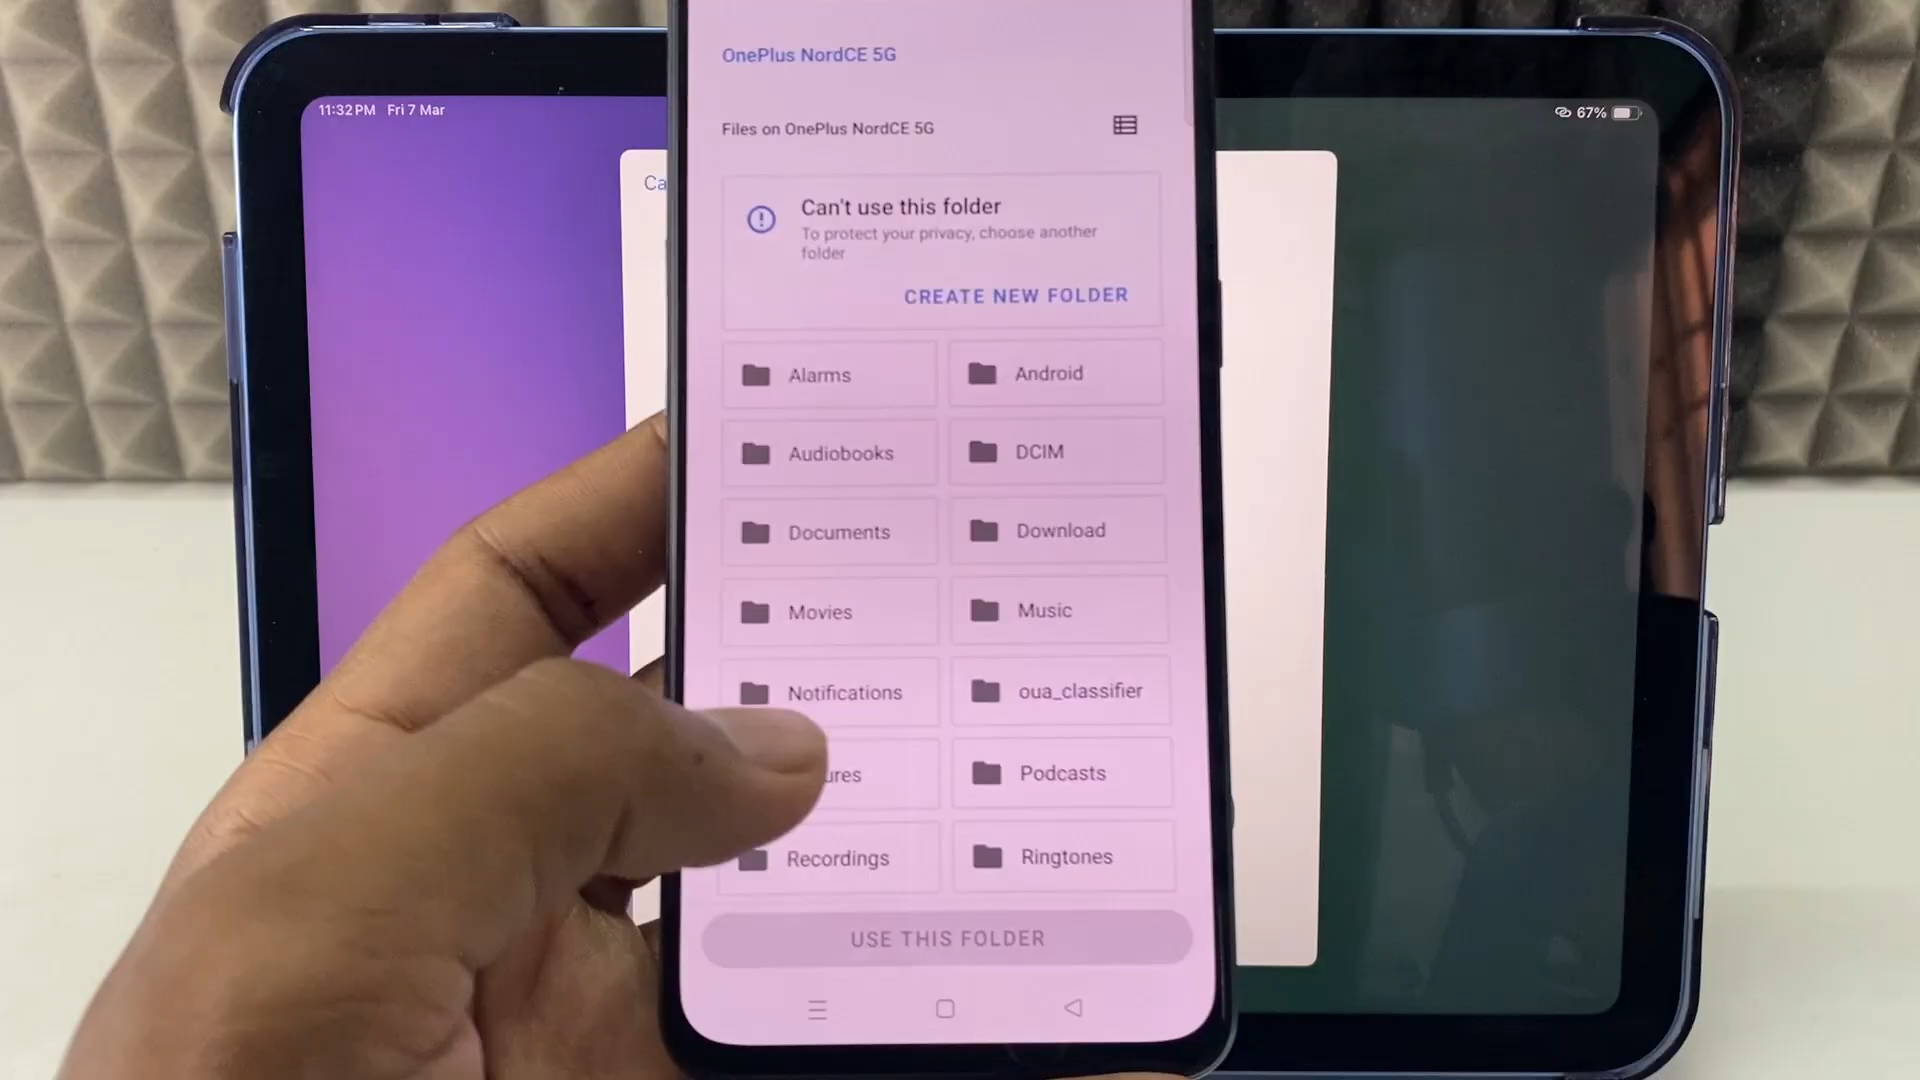 11:32 PM Fri 7 Mar
67%
Ca
OnePlus NordCE 5G
Files on OnePlus NordCE 5G
Can't use this folder
To protect your privacy, choose another
folder
CREATE NEW FOLDER
Alarms
Android
Audiobooks
DCIM
Documents
Download
Movies
Music
Notifications
oua_classifier
ures
Podcasts
Recordings
Ringtones
USE THIS FOLDER